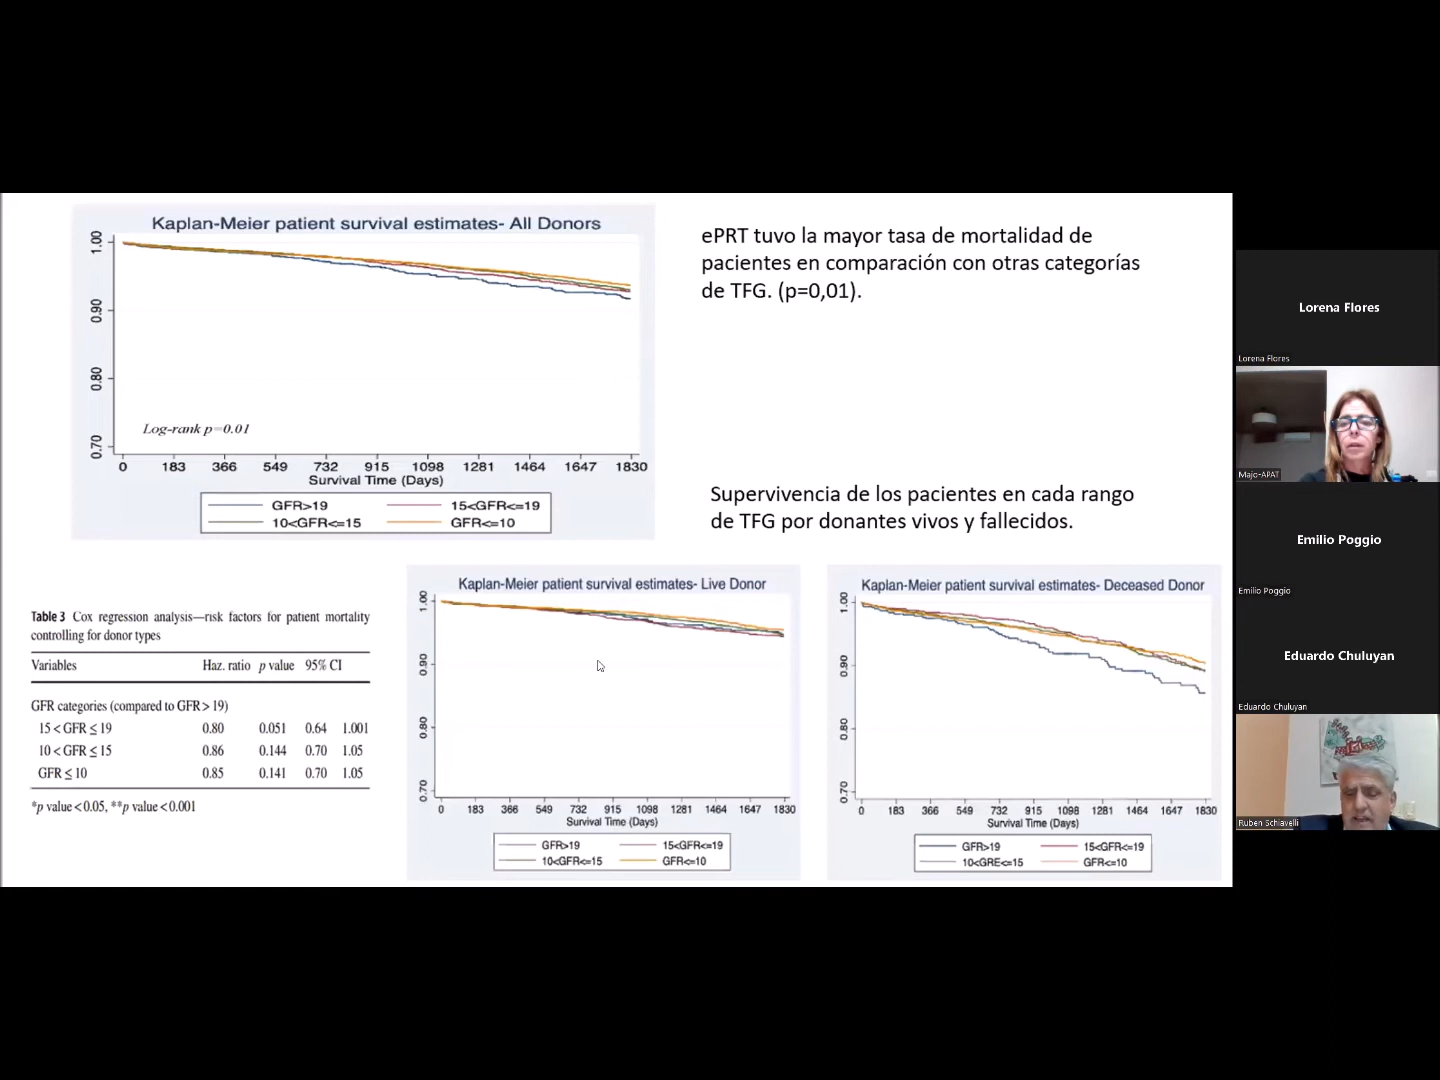 Kaplan-Meier patient survival estimates- All Donors
1.00
0.90
0.80
0.70
Log-rank p=0.01
0 183 366 549 732 915 1098 1281 1464 1647 1830
Survival Time (Days)
GFR>19 15<GFR<=19
10<GFR<=15 GFR<=10
ePRT tuvo la mayor tasa de mortalidad de
pacientes en comparación con otras categorías
de TFG. (p=0,01).
Supervivencia de los pacientes en cada rango
de TFG por donantes vivos y fallecidos.
Table 3 Cox regression analysis—risk factors for patient mortality
controlling for donor types
Variables Haz. ratio p value 95% CI
GFR categories (compared to GFR > 19)
15 < GFR ≤ 19 0.80 0.051 0.64 1.001
10 < GFR ≤ 15 0.86 0.144 0.70 1.05
GFR ≤ 10 0.85 0.141 0.70 1.05
*p value < 0.05, **p value < 0.001
Kaplan-Meier patient survival estimates- Live Donor
1.00
0.90
0.80
0.70
0 183 366 549 732 915 1098 1281 1464 1647 1830
Survival Time (Days)
GFR>19 15<GFR<=19
10<GFR<=15 GFR<=10
Kaplan-Meier patient survival estimates- Deceased Donor
1.00
0.90
0.80
0.70
0 183 366 549 732 915 1098 1281 1464 1647 1830
Survival Time (Days)
GFR>19 15<GFR<=19
10<GRE<=15 GFR<=10
Lorena Flores
Lorena Flores
Majo-APAT
Emilio Poggio
Emilio Poggio
Eduardo Chuluyan
Eduardo Chuluyan
Ruben Schiavelli